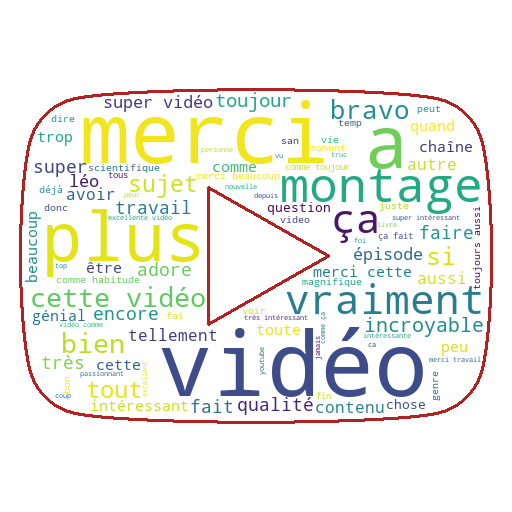 super vidéo
toujour
dire
trop
merci
bravo
peut
temp
quand
chaîne
autre
a
personne
san
moment
vie
vu
truc
super
scientifique
tous
comme
merci beaucoup
comme toujour
léo
déjà
avoir
sujet
nouvelle
depuis
montage
donc
travail
pour
question
juste
livre
super intéressant
beaucoup
excellente vidéo
video
ça
ça fait
faire
toujours aussi
plus
foi
épisode
si
top
être
adore
merci cette
aussi
comme habitude
magnifique
cette vidéo
vraiment
génial
encore
fai
voir
très intéressant
comme ça
incroyable
vidéo comme
tellement
toute
intéressante
bien
jamais
ca
peu
youtube
merci travail
très
cette
vidéo
bon
passionnant
excellent
genre
coup
tout
fin
intéressant
fait
qualité
contenu
chose